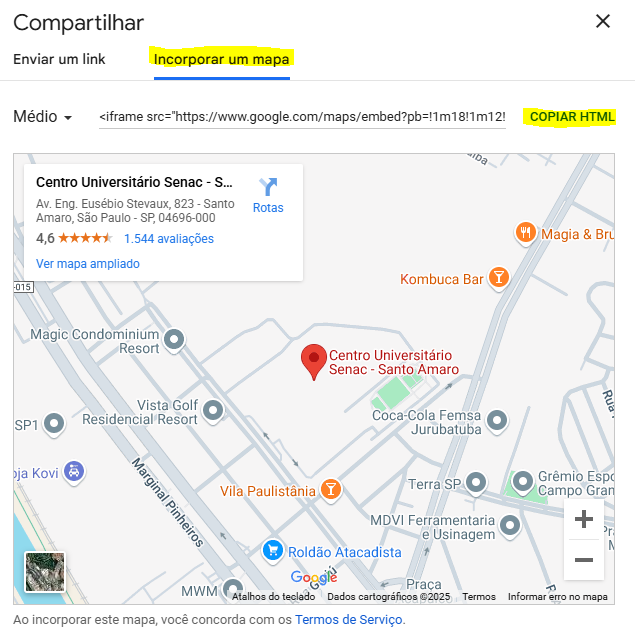 Compartilhar
Enviar um link
Incorporar um mapa
Médio
<iframe src="https://www.google.com/maps/embed?pb=!1m18!1m12!
COPIAR HTML
Centro Universitário Senac - S...
Av. Eng. Eusébio Stevaux, 823 - Santo
Amaro, São Paulo - SP, 04696-000
4,6
1.544 avaliações
Ver mapa ampliado
Rotas
-015
Magia & Bru
Kombuca Bar
Magic Condominium
Resort
Centro Universitário
Senac - Santo Amaro
Vista Golf
Residencial Resort
SP1
Coca-Cola Femsa
Jurubatuba
Rua
oja Kovi
Marginal Pinheiros
Vila Paulistânia
Terra SP
Grêmio Espo
Campo Gran
MDVI Ferramentaria
e Usinagem
Roldão Atacadista
Google
MWM
Praça
Atalhos do teclado
Dados cartográficos ©2025
Termos
Informar erro no mapa
Ao incorporar este mapa, você concorda com os Termos de Serviço.